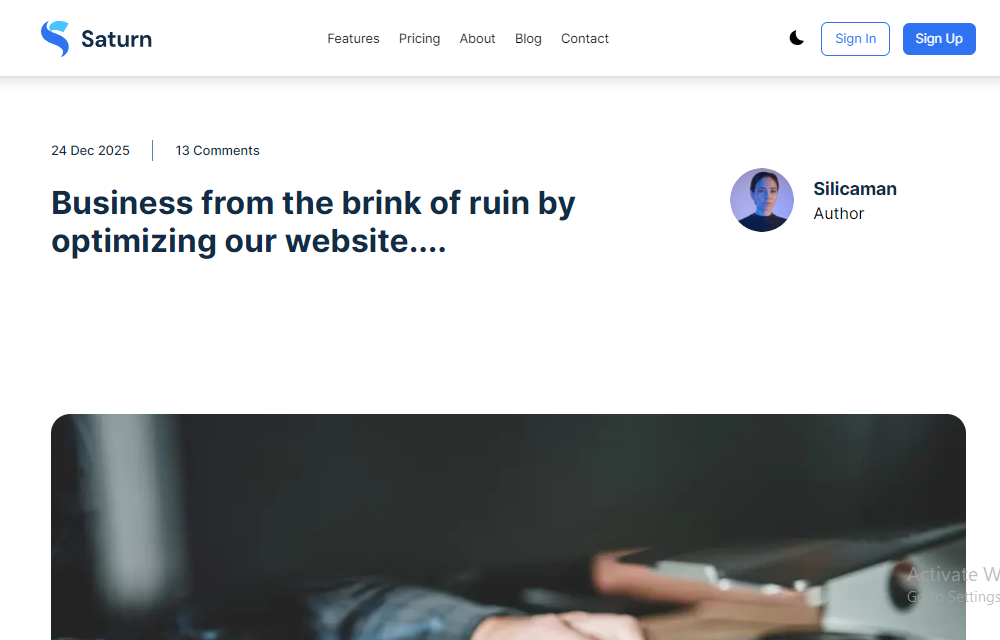 Saturn
Features Pricing About Blog Contact
Sign In
Sign Up
24 Dec 2025
13 Comments
Business from the brink of ruin by
optimizing our website....
Silicaman
Author
Activate W
Go to Settings